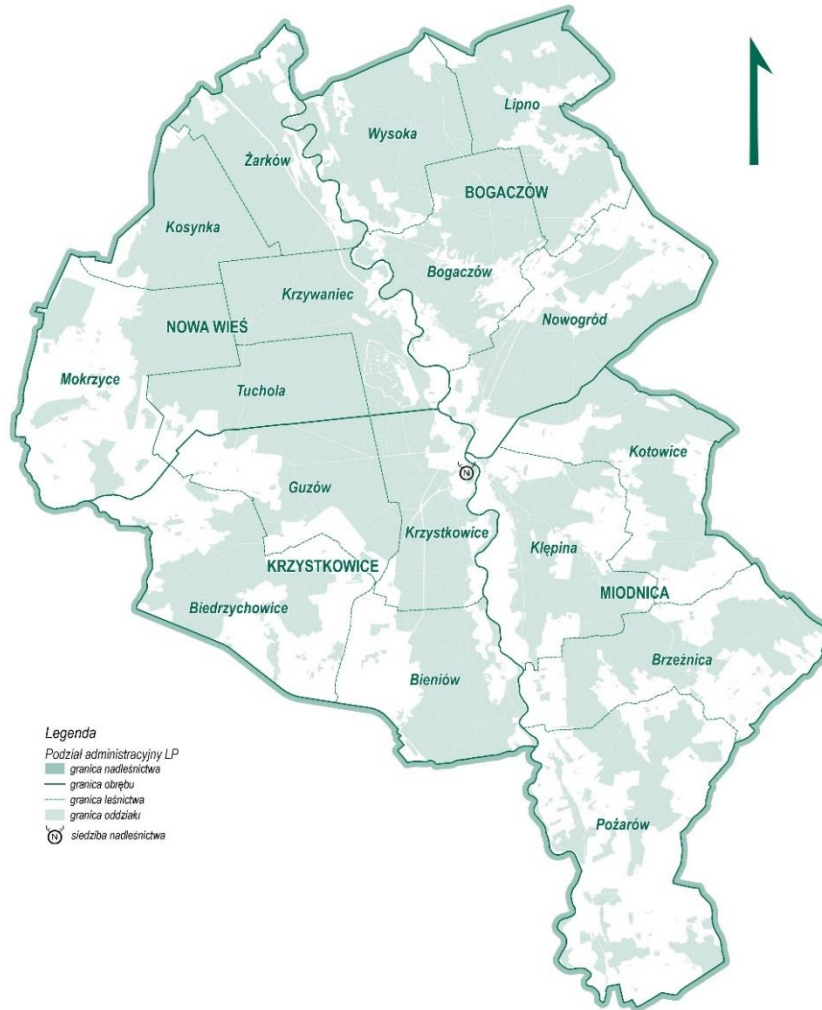 Lipno
Wysoka
Żarków
BOGACZÓW
Kosynka
Bogaczów
Krzywaniec
Nowogród
NOWA WIEŚ
Mokrzyce
Tuchola
Kotowice
Guzów
Krzystkowice
Klępina
KRZYSTKOWICE
MIODNICA
Biedrzychowice
Brzeźnica
Bieniów
Pożarów
Legenda
Podział administracyjny LP
granica nadleśnictwa
granica obrębu
granica leśnictwa
granica oddziału
N siedziba nadleśnictwa
N